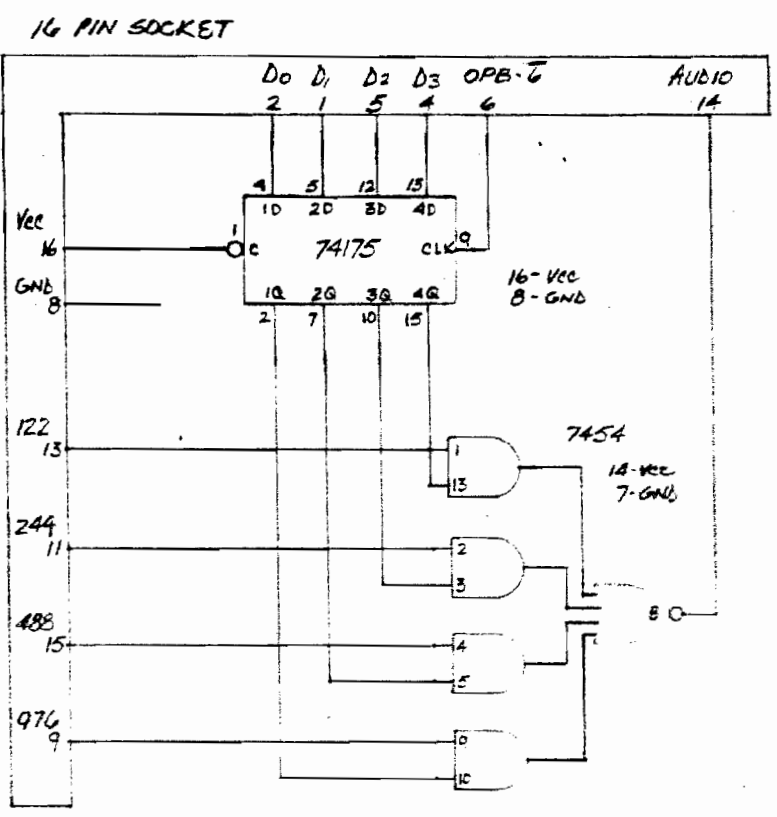 16 PIN SOCKET
D0 D1 D2 D3 OPB-6 AUDIO
2 1 5 4 6 14
4 5 12 13
1D 2D 3D 4D
Vcc 1 9
16 C 74175 CLK
GND 1Q 2Q 3Q 4Q 16-Vcc
8 2 7 10 15 8-GND
122 7454
13 1
13 14-Vcc
7-GND
244
11 2
3
8
488
15 4
5
976
9 9
10